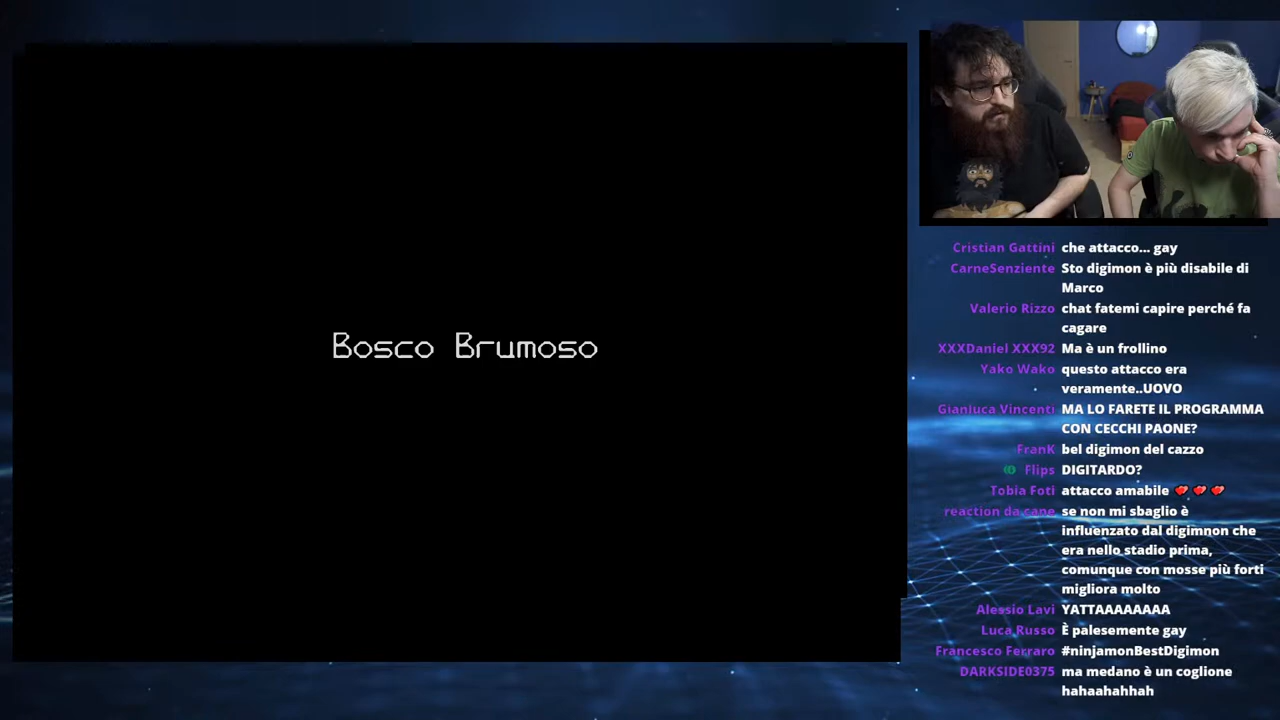 Bosco Brumoso
Cristian Gattini che attacco... gay
CarneSenziente Sto digimon è più disabile di
Marco
Valerio Rizzo chat fatemi capire perché fa
cagare
XXXDaniel XXX92 Ma è un frollino
Yako Wako questo attacco era
veramente..UOVO
Gianluca Vincenti MA LO FARETE IL PROGRAMMA
CON CECCHI PAONE?
FranK bel digimon del cazzo
Flips DIGITARDO?
Tobia Foti attacco amabile
reaction da cane se non mi sbaglio è
influenzato dal digimnon che
era nello stadio prima,
comunque con mosse più forti
migliora molto
Alessio Lavi YATTAAAAAAAA
Luca Russo È palesemente gay
Francesco Ferraro #ninjamonBestDigimon
DARKSIDE0375 ma medano è un coglione
hahaahahhah